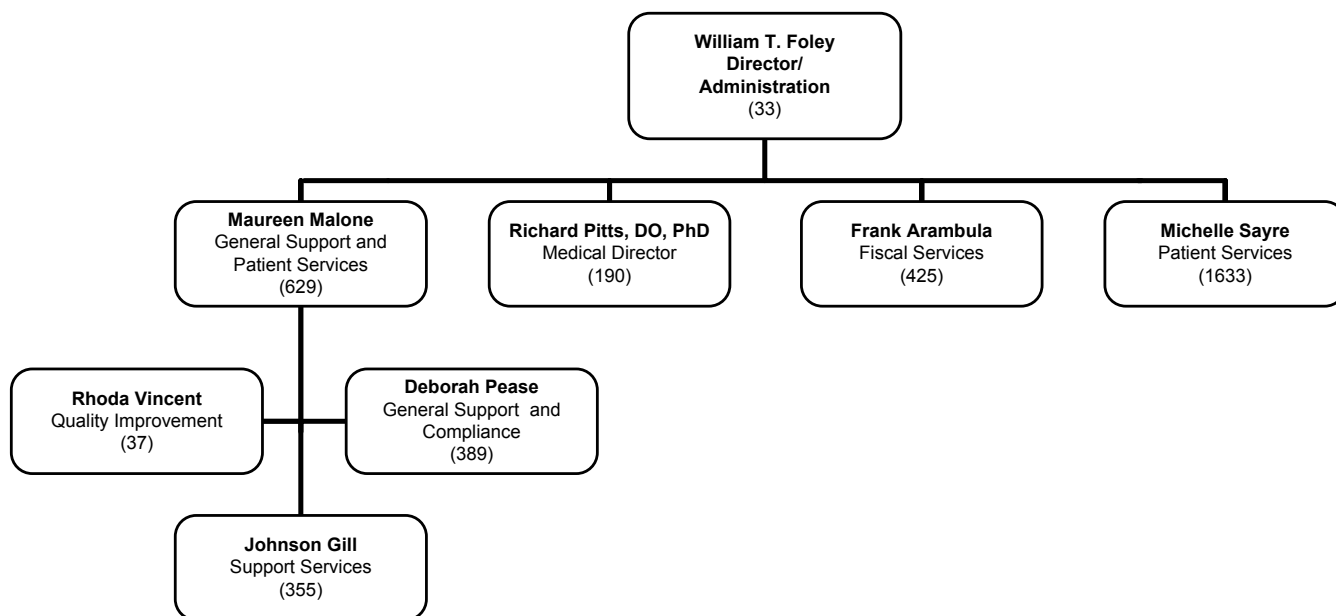 William T. Foley
Director/
Administration
(33)
Maureen Malone
General Support and
Patient Services
(629)
Richard Pitts, DO, PhD
Medical Director
(190)
Frank Arambula
Fiscal Services
(425)
Michelle Sayre
Patient Services
(1633)
Rhoda Vincent
Quality Improvement
(37)
Deborah Pease
General Support and
Compliance
(389)
Johnson Gill
Support Services
(355)